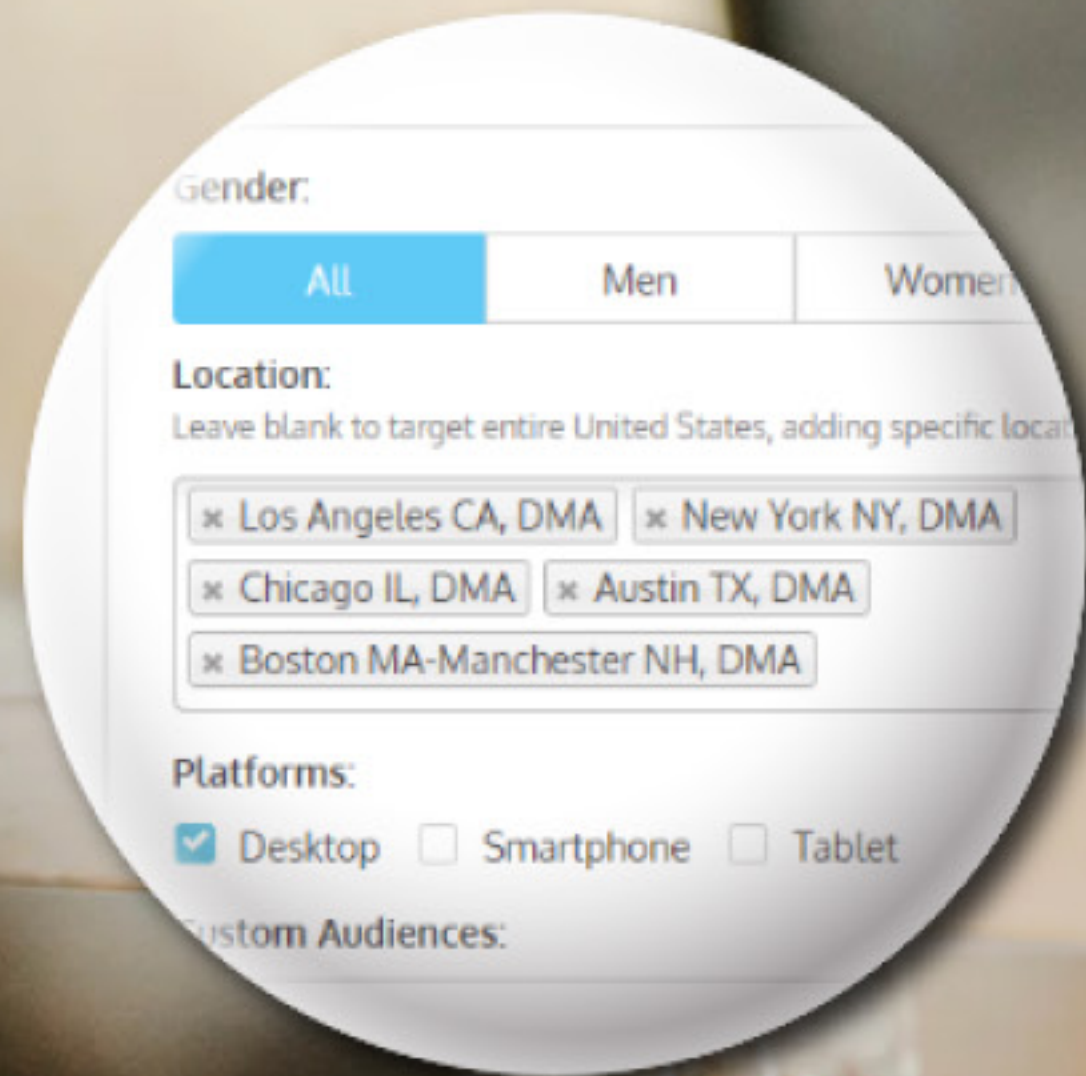 Gender:
All Men Women
Location:
Leave blank to target entire United States, adding specific
× Los Angeles CA, DMA × New York NY, DMA
× Chicago IL, DMA × Austin TX, DMA
× Boston MA-Manchester NH, DMA
Platforms:
Desktop Smartphone Tablet
Custom Audiences: